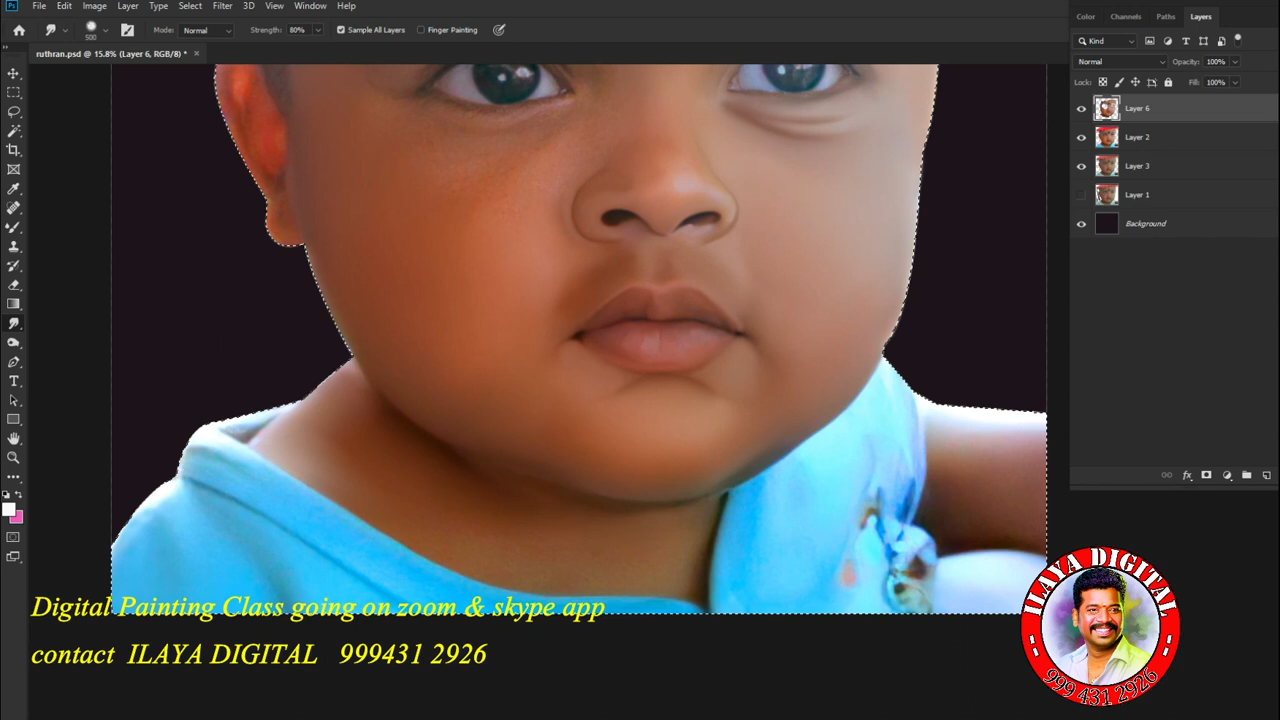 Ps File Edit Image Layer Type Select Filter 3D View Window Help
500 Mode: Normal Strength: 80% Sample All Layers Finger Painting
ruthran.psd @ 15.8% (Layer 6, RGB/8) * ×
Color Channels Paths Layers
Kind
Normal Opacity: 100%
Lock: Fill: 100%
Layer 6
Layer 2
Layer 3
Layer 1
Background
fx
Digital Painting Class going on zoom & skype app
contact ILAYA DIGITAL 999431 2926
ILAYA DIGITAL
999 431 2926